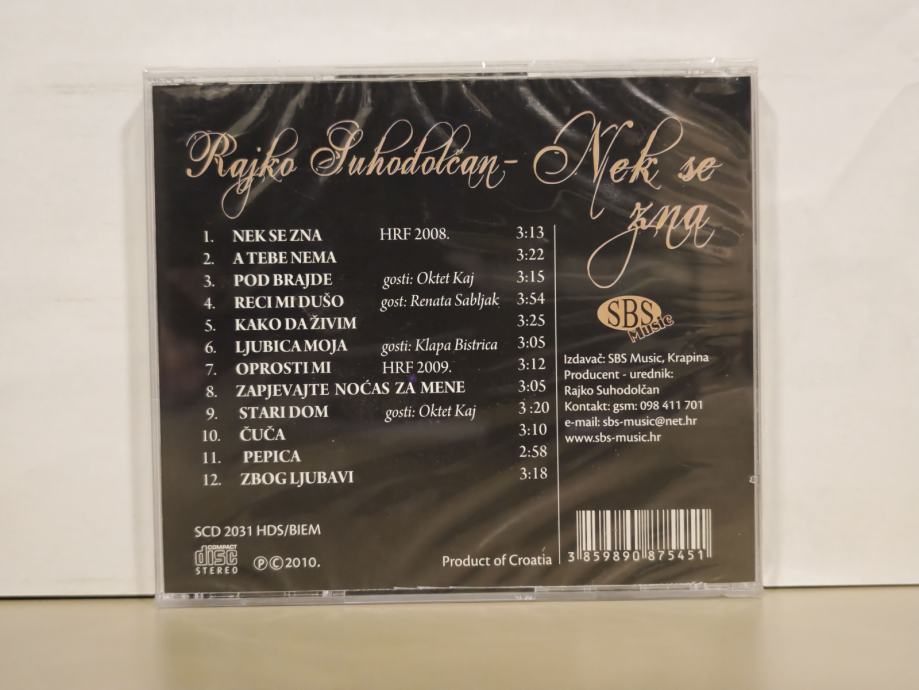 Rajko Suhodolčan - Nek se
zna
1. NEK SE ZNA HRF 2008. 3:13
2. A TEBE NEMA 3:22
3. POD BRAJDE gosti: Oktet Kaj 3:15
4. RECI MI DUŠO gost: Renata Sabljak 3:54
5. KAKO DA ŽIVIM 3:25
6. LJUBICA MOJA gosti: Klapa Bistrica 3:05
7. OPROSTI MI HRF 2009. 3:12
8. ZAPJEVAJTE NOĆAS ZA MENE 3:05
9. STARI DOM gosti: Oktet Kaj 3:20
10. ČUČA 3:10
11. PEPICA 2:58
12. ZBOG LJUBAVI 3:18
SBS
Music
Izdavač: SBS Music, Krapina
Producent - urednik:
Rajko Suhodolčan
Kontakt: gsm: 098 411 701
e-mail: sbs-music@net.hr
www.sbs-music.hr
SCD 2031 HDS/BIEM
COMPACT
disc
STEREO
ⓅⒸ 2010.
Product of Croatia
3 859890 875451